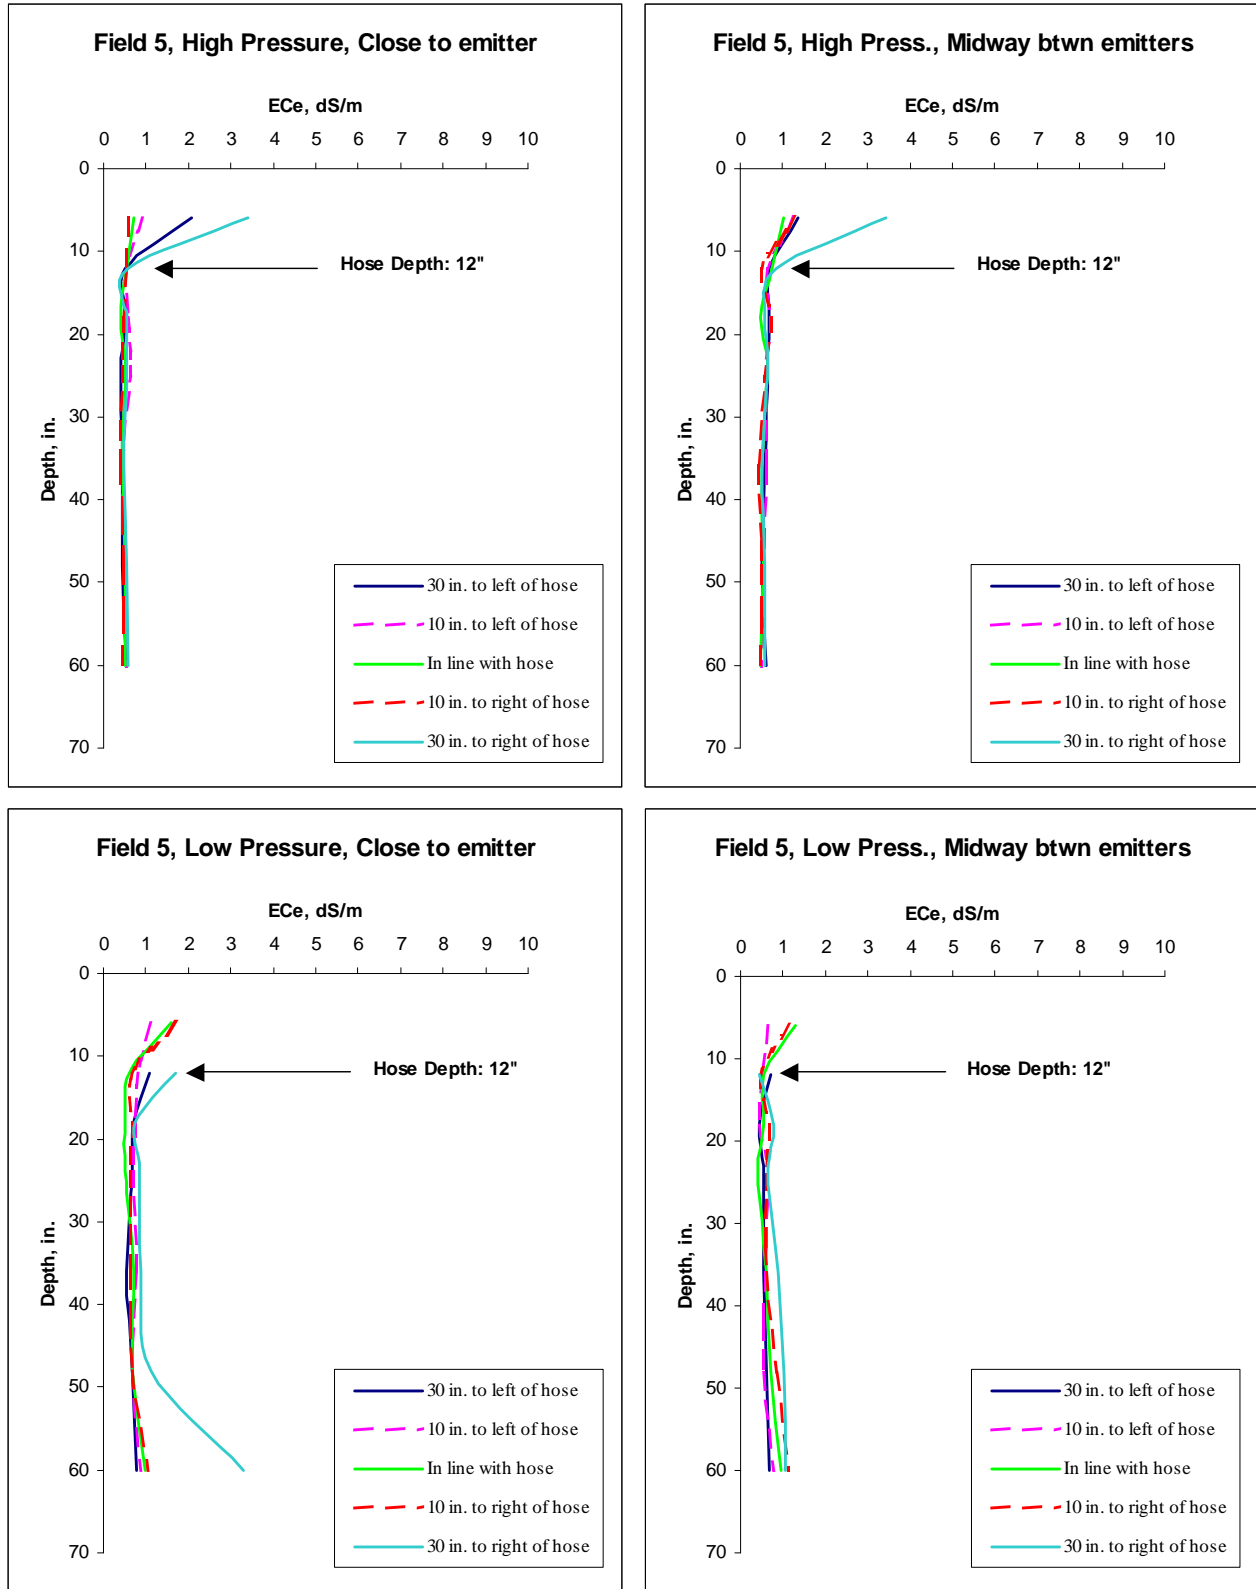 Field 5, High Pressure, Close to emitter
ECe, dS/m
0 1 2 3 4 5 6 7 8 9 10
0
10
20
30
40
50
60
70
Depth, in.
Hose Depth: 12"
30 in. to left of hose
10 in. to left of hose
In line with hose
10 in. to right of hose
30 in. to right of hose
Field 5, High Press., Midway btwn emitters
ECe, dS/m
0 1 2 3 4 5 6 7 8 9 10
0
10
20
30
40
50
60
70
Depth, in.
Hose Depth: 12"
30 in. to left of hose
10 in. to left of hose
In line with hose
10 in. to right of hose
30 in. to right of hose
Field 5, Low Pressure, Close to emitter
ECe, dS/m
0 1 2 3 4 5 6 7 8 9 10
0
10
20
30
40
50
60
70
Depth, in.
Hose Depth: 12"
30 in. to left of hose
10 in. to left of hose
In line with hose
10 in. to right of hose
30 in. to right of hose
Field 5, Low Press., Midway btwn emitters
ECe, dS/m
0 1 2 3 4 5 6 7 8 9 10
0
10
20
30
40
50
60
70
Depth, in.
Hose Depth: 12"
30 in. to left of hose
10 in. to left of hose
In line with hose
10 in. to right of hose
30 in. to right of hose